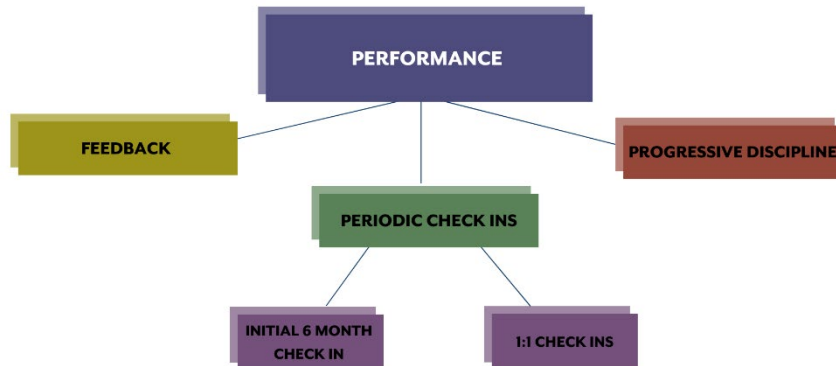 PERFORMANCE
FEEDBACK
PROGRESSIVE DISCIPLINE
PERIODIC CHECK INS
INITIAL 6 MONTH
CHECK IN
1:1 CHECK INS